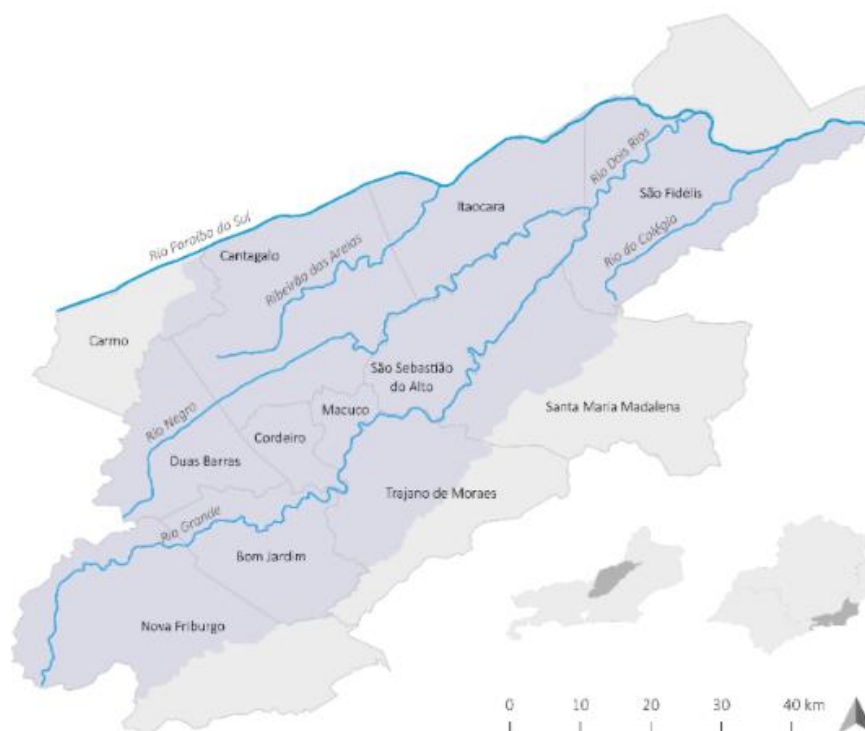 Rio Dois Rios
São Fidélis
Itaocara
Rio Paraíba do Sul
Cantagalo
Ribeirão das Areias
Rio do Colégio
Carmo
São Sebastião
do Alto
Rio Negro
Macuco
Santa Maria Madalena
Cordeiro
Duas Barras
Trajano de Moraes
Rio Grande
Bom Jardim
Nova Friburgo
0 10 20 30 40 km